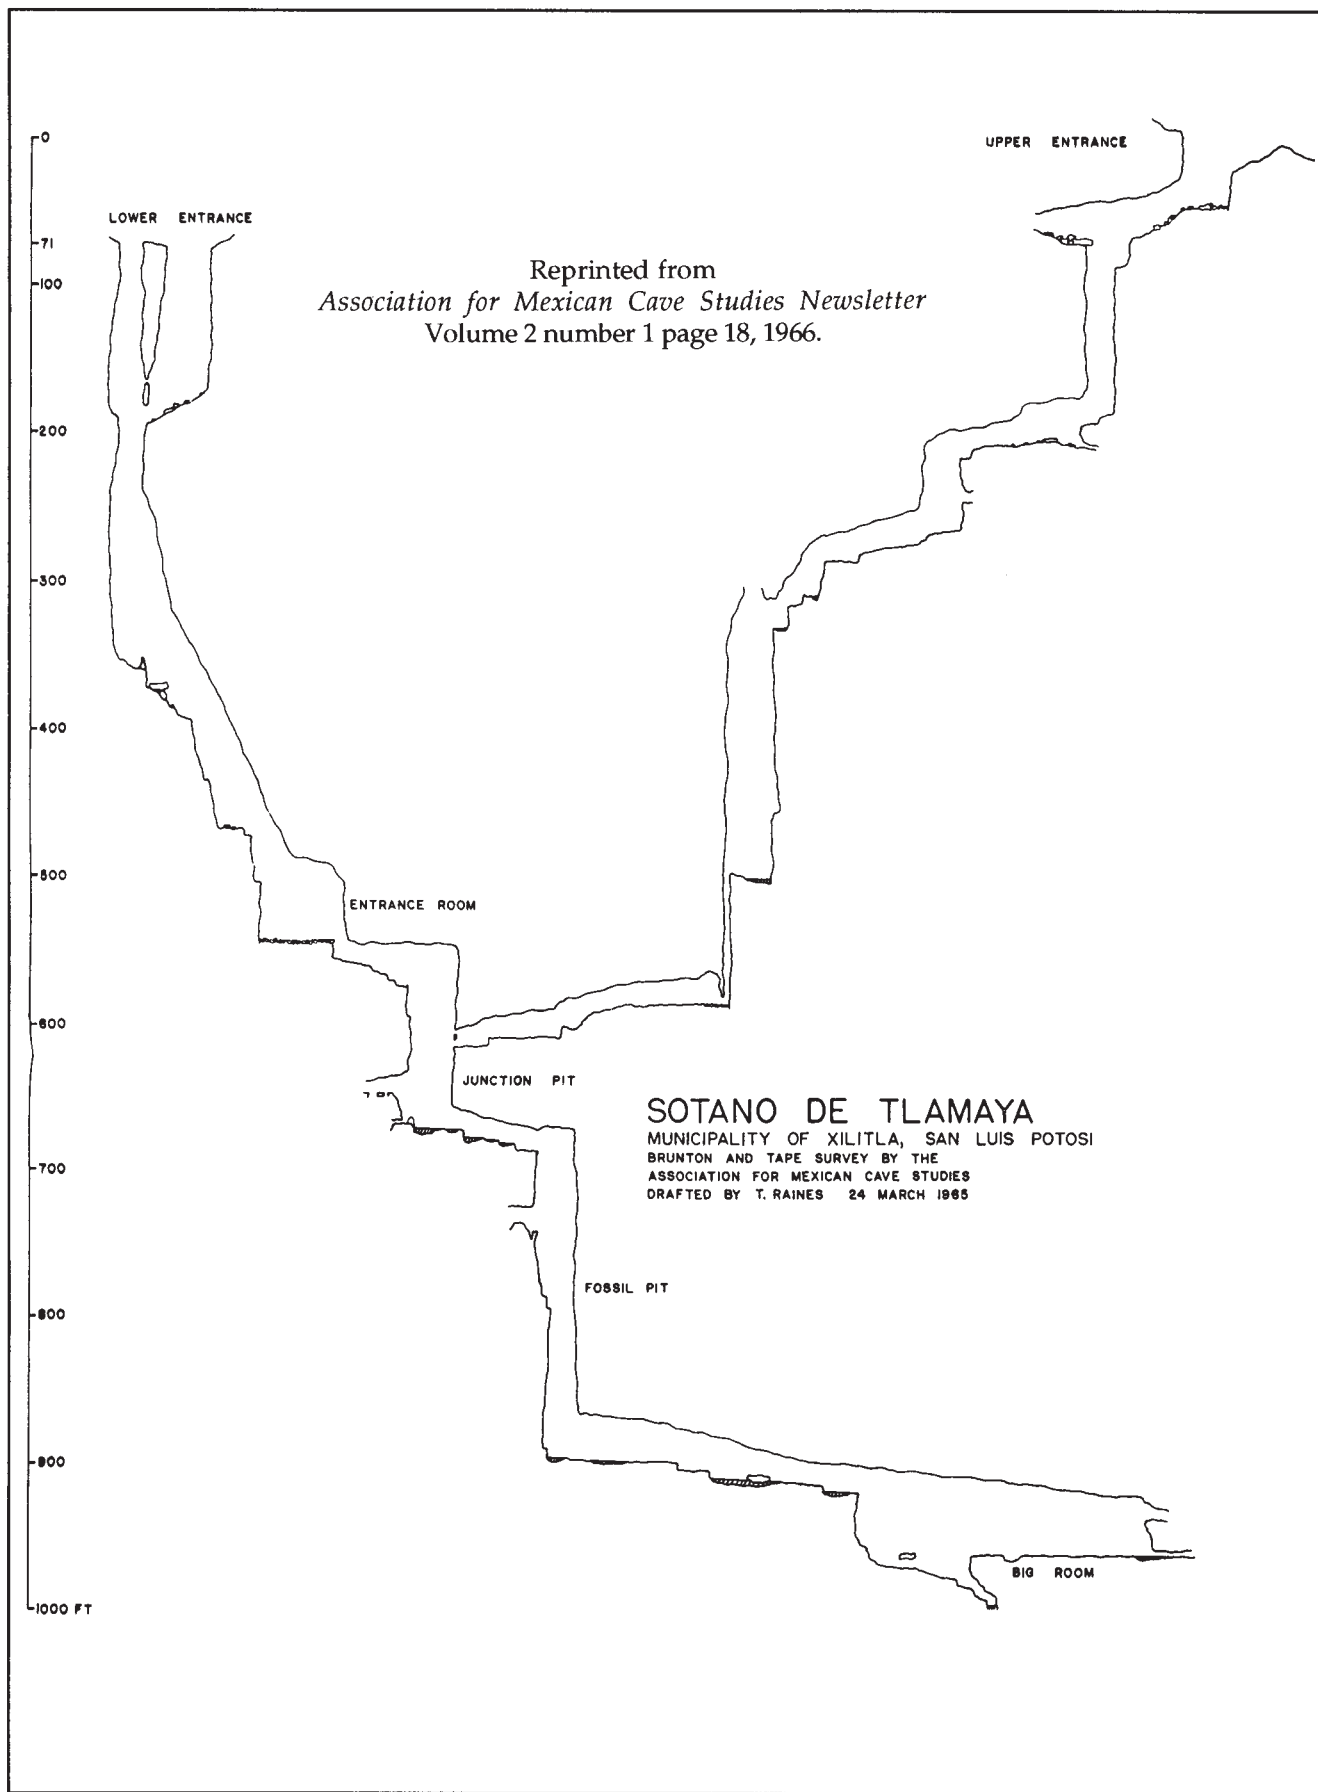 0
UPPER ENTRANCE
LOWER ENTRANCE
71
100
Reprinted from
Association for Mexican Cave Studies Newsletter
Volume 2 number 1 page 18, 1966.
200
300
400
500
ENTRANCE ROOM
600
JUNCTION PIT
SOTANO DE TLAMAYA
MUNICIPALITY OF XILITLA, SAN LUIS POTOSI
BRUNTON AND TAPE SURVEY BY THE
ASSOCIATION FOR MEXICAN CAVE STUDIES
DRAFTED BY T. RAINES 24 MARCH 1965
700
FOSSIL PIT
800
900
BIG ROOM
1000 FT